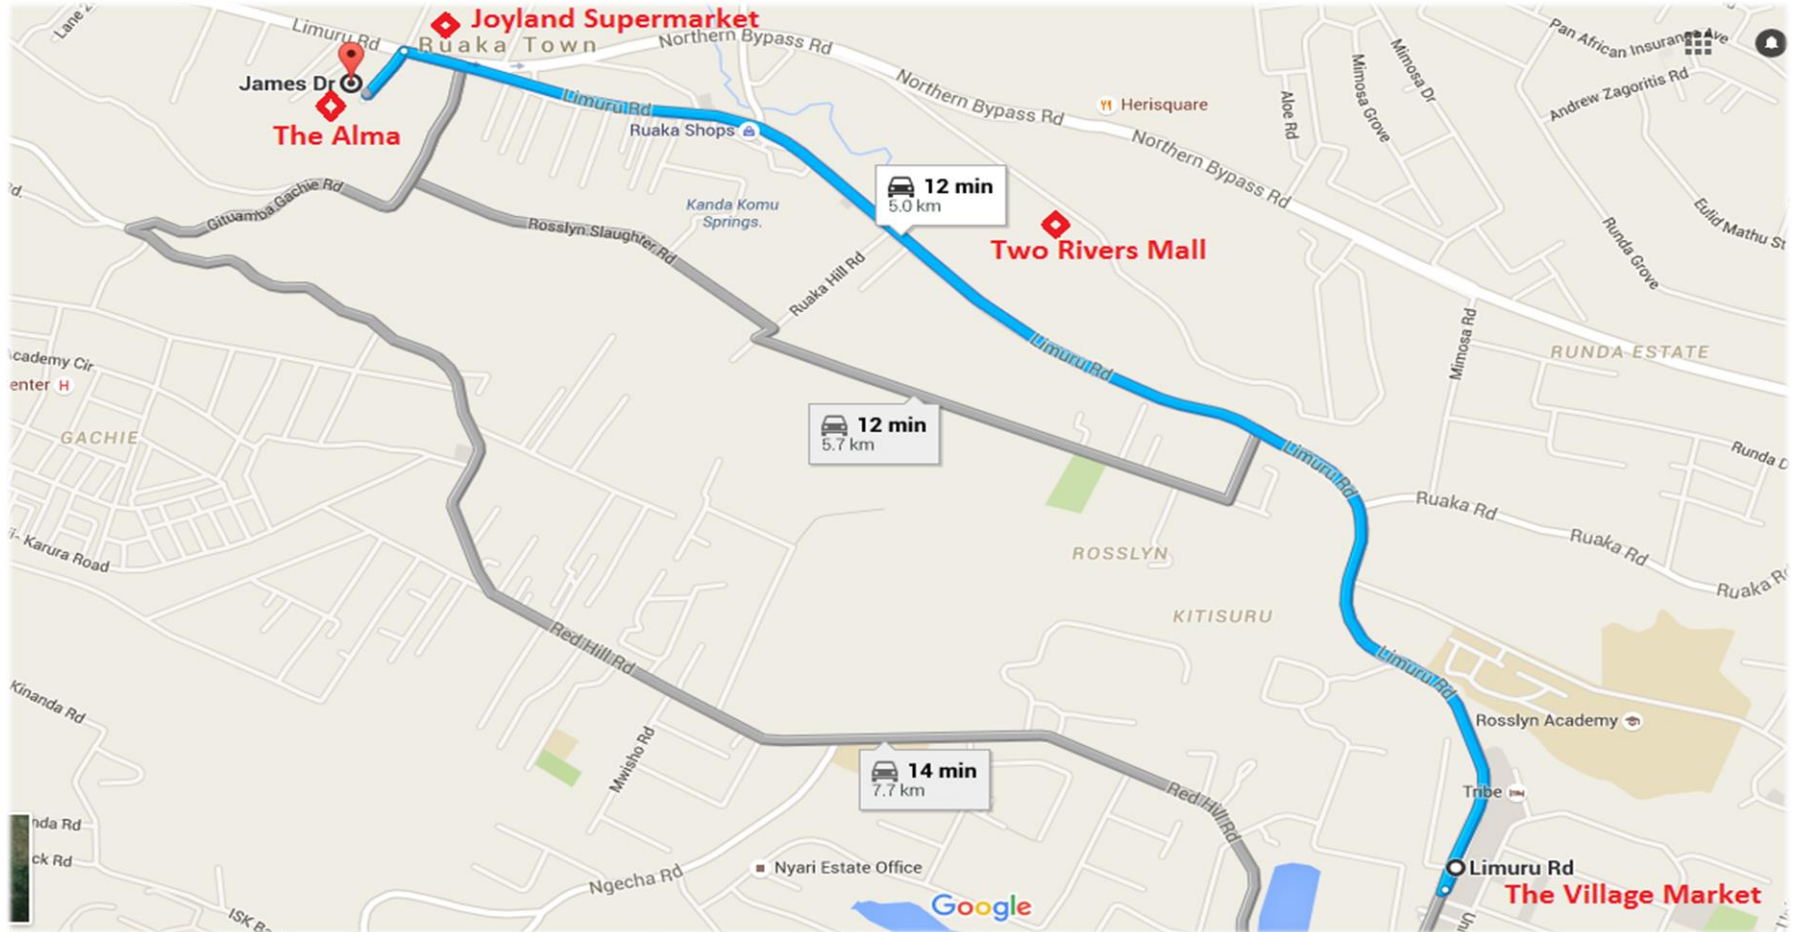 Lane
Limuru Rd
Joyland Supermarket
Ruaka Town
Northern Bypass Rd
Pan African Insurance Ave
James Dr
The Alma
Limuru Rd
Ruaka Shops
Northern Bypass Rd
Herisquare
Aloe Rd
Mimosa Grove
Mimosa Dr
Andrew Zagoritis Rd
Northern Bypass Rd
d.
Gituamba Gachie Rd
Rosslyn Slaughter Rd
Kanda Komu
Springs.
12 min
5.0 km
Two Rivers Mall
Runda Grove
Eulid Mathu St
Ruaka Hill Rd
Limuru Rd
Mimosa Rd
RUNDA ESTATE
cademy Cir
enter H
GACHIE
12 min
5.7 km
Limuru Rd
Runda D
Ruaka Rd
Ruaka Rd
Ruaka Rd
i- Karura Road
ROSSLYN
KITISURU
Red Hill Rd
Limuru Rd
Kinanda Rd
Mwisho Rd
Rosslyn Academy
14 min
7.7 km
Red Hill Rd
Tribe
nda Rd
ck Rd
Ngecha Rd
Nyari Estate Office
Limuru Rd
The Village Market
Google
ISK Ba
Uni